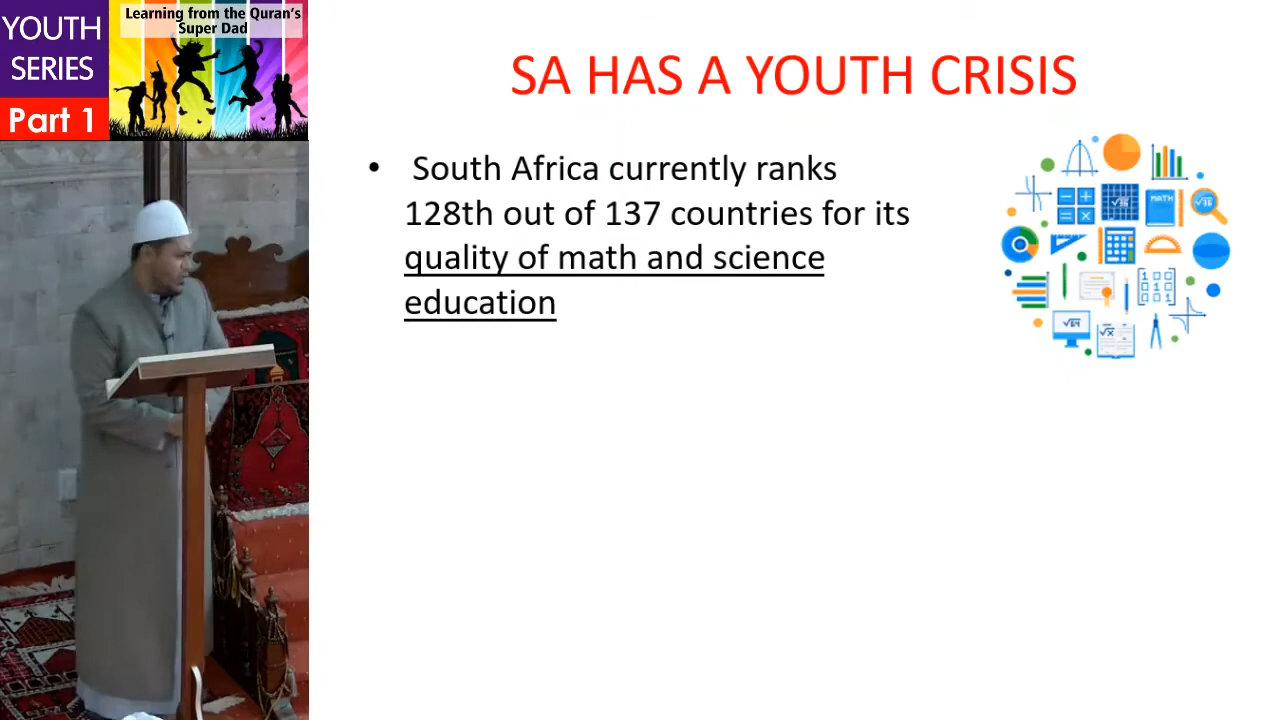 YOUTH
SERIES
Part 1
Learning from the Quran's
Super Dad
SA HAS A YOUTH CRISIS
• South Africa currently ranks
128th out of 137 countries for its
quality of math and science
education
MATH